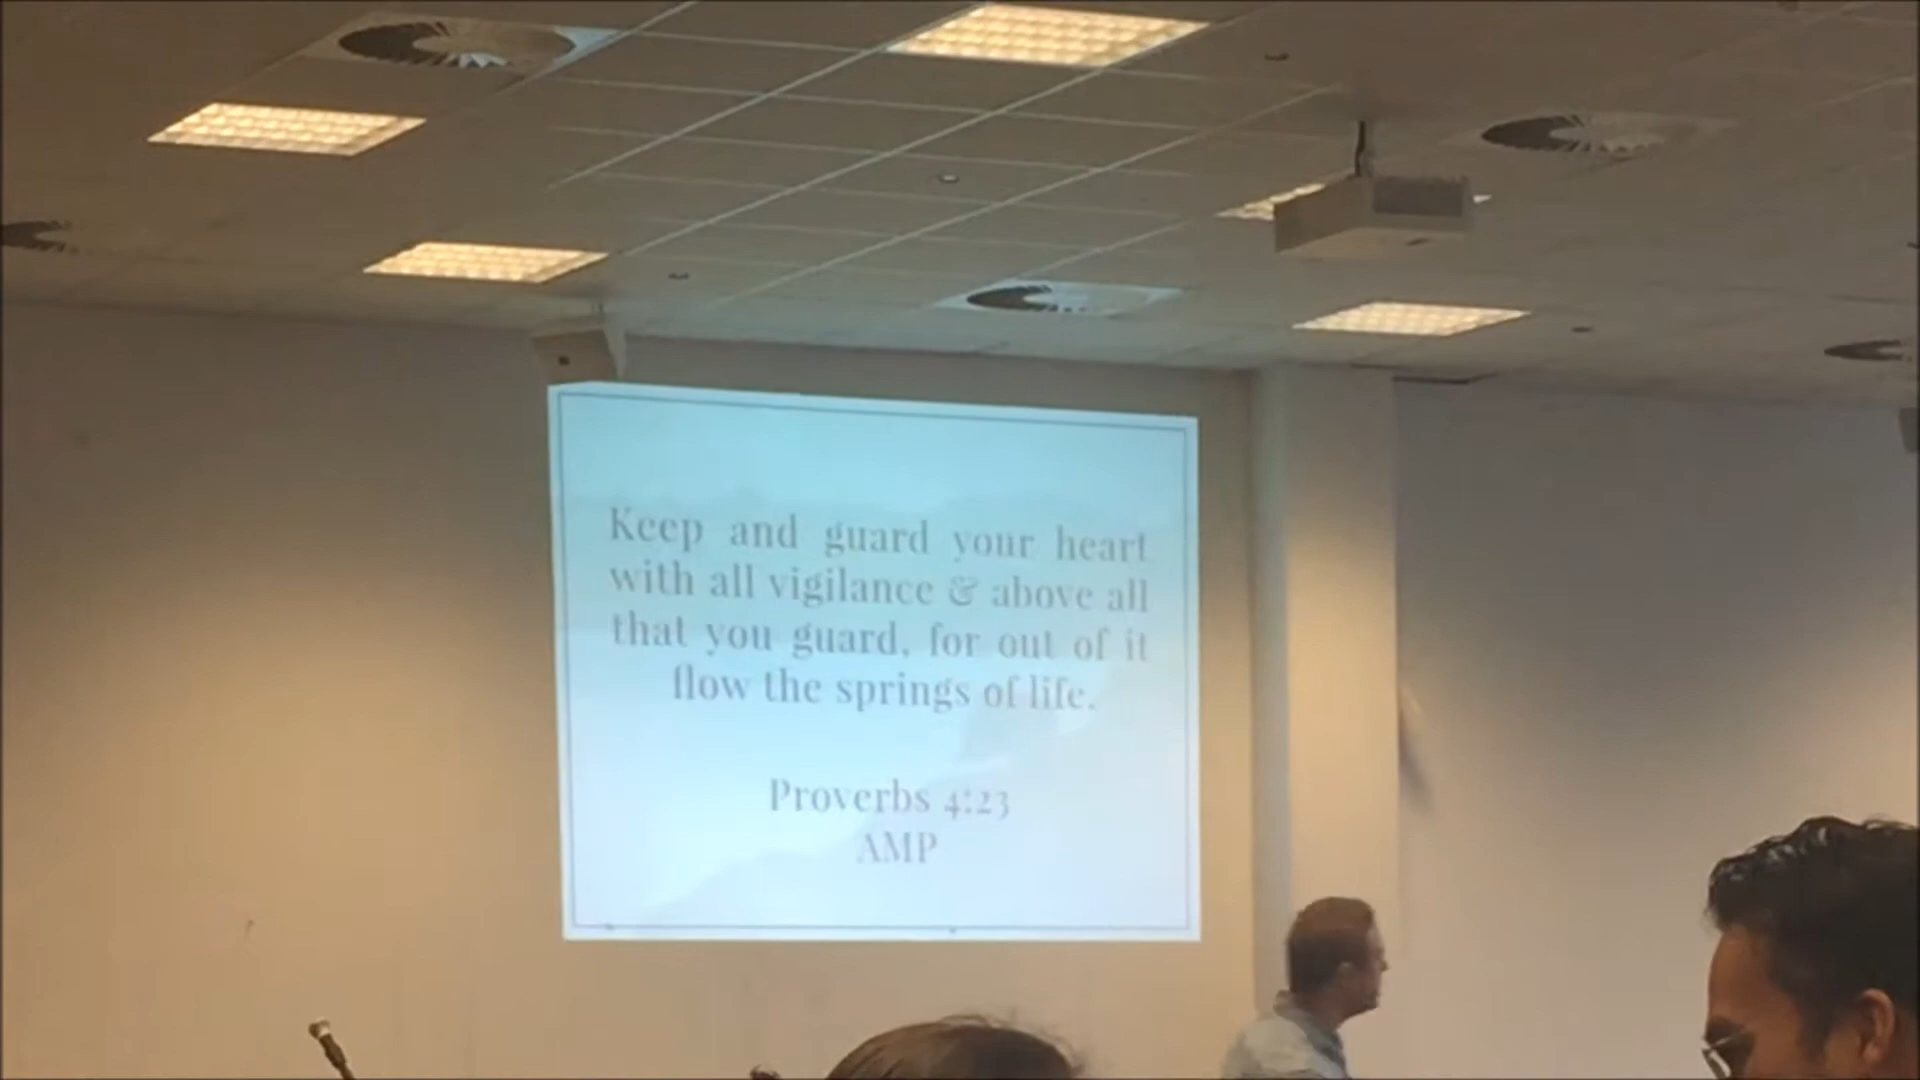 Keep and guard your heart
with all vigilance & above all
that you guard, for out of it
flow the springs of life.
Proverbs 4:23
AMP